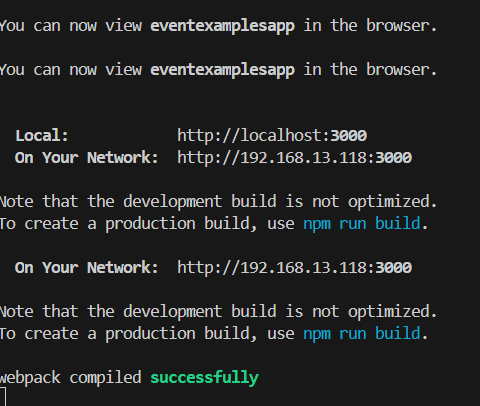 You can now view eventexamplesapp in the browser.
You can now view eventexamplesapp in the browser.
Local: http://localhost:3000
On Your Network: http://192.168.13.118:3000
Note that the development build is not optimized.
To create a production build, use npm run build.
On Your Network: http://192.168.13.118:3000
Note that the development build is not optimized.
To create a production build, use npm run build.
webpack compiled successfully